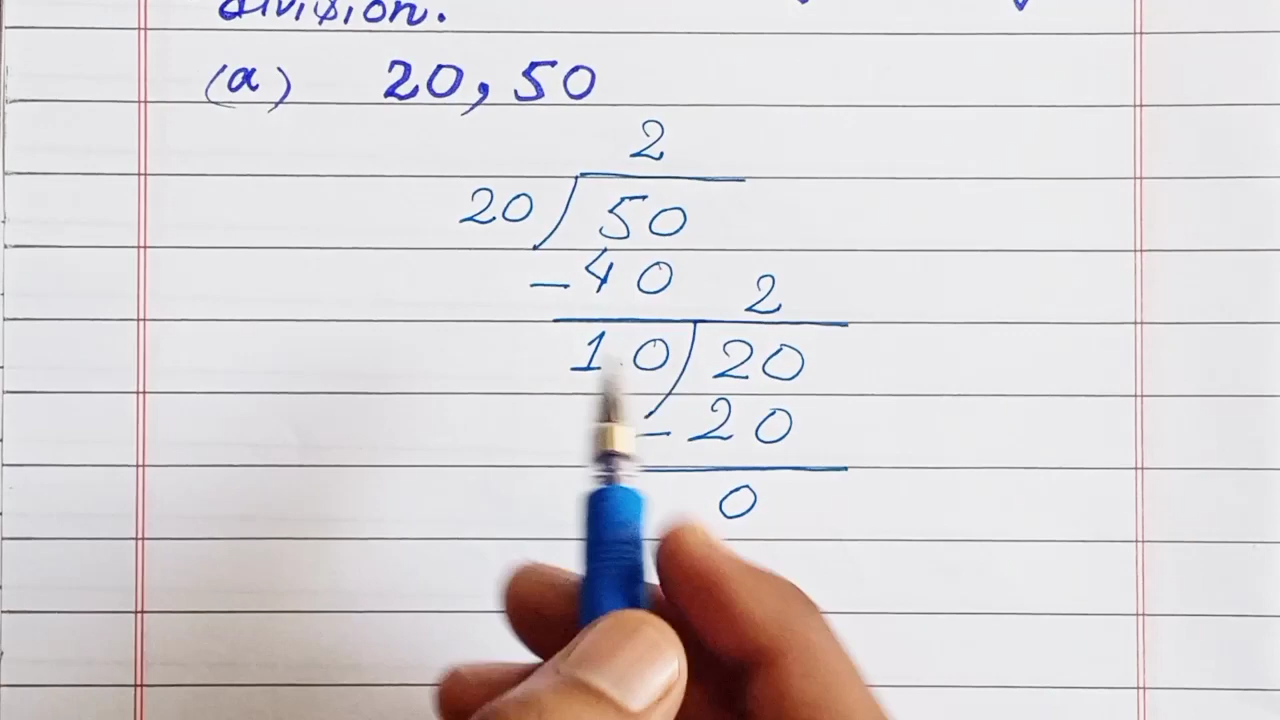 division.
(a) 20, 50
2
20 ) 50
- 40 2
10 ) 20
- 20
0